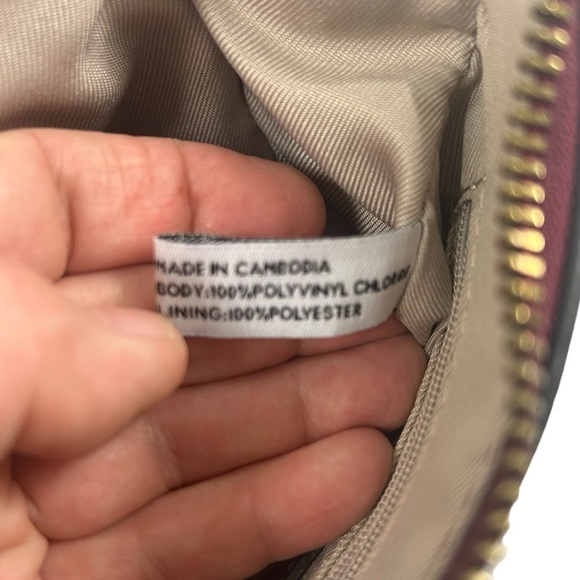 MADE IN CAMBODIA
BODY:100%POLYVINYL CHLORIDE
LINING:100%POLYESTER